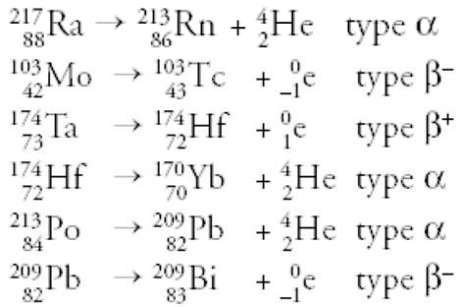 ²¹⁷₈₈Ra → ²¹³₈₆Rn + ⁴₂He type α
¹⁰³₄₂Mo → ¹⁰³₄₃Tc + ⁰₋₁e type β⁻
¹⁷⁴₇₃Ta → ¹⁷⁴₇₂Hf + ⁰₁e type β⁺
¹⁷⁴₇₂Hf → ¹⁷⁰₇₀Yb + ⁴₂He type α
²¹³₈₄Po → ²⁰⁹₈₂Pb + ⁴₂He type α
²⁰⁹₈₂Pb → ²⁰⁹₈₃Bi + ⁰₋₁e type β⁻